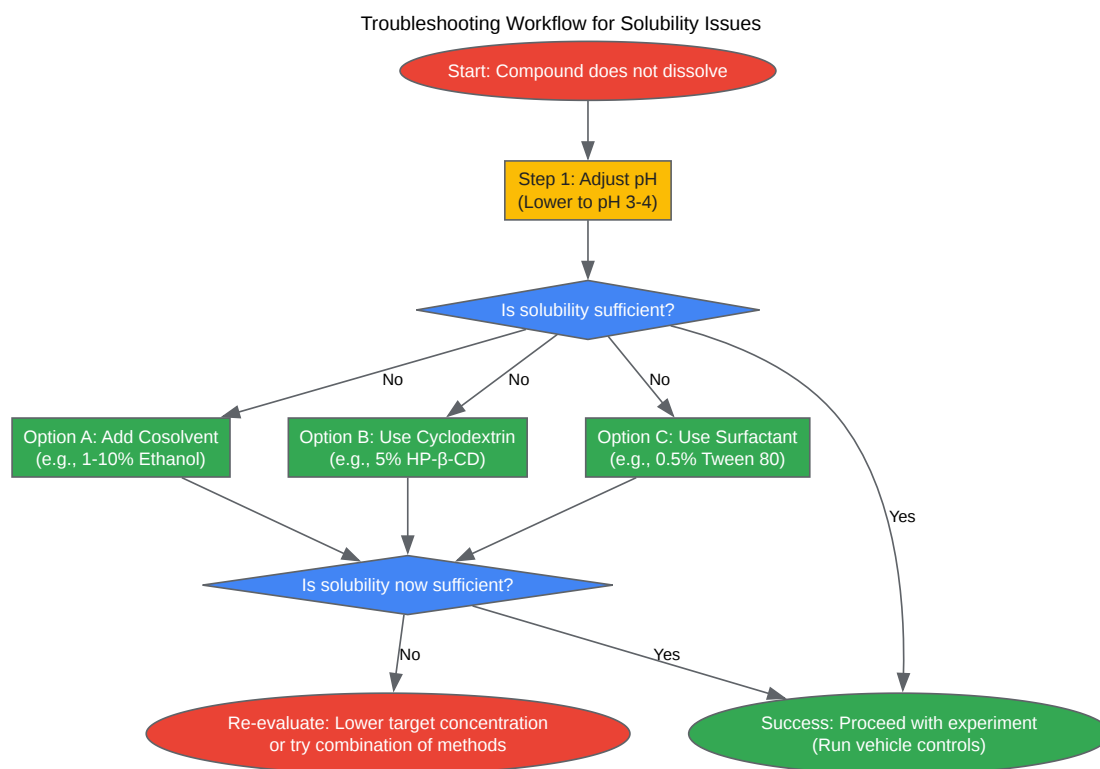 Troubleshooting Workflow for Solubility Issues
Start: Compound does not dissolve
Step 1: Adjust pH
(Lower to pH 3-4)
Is solubility sufficient?
No
No
No
Option A: Add Cosolvent
(e.g., 1-10% Ethanol)
Option B: Use Cyclodextrin
(e.g., 5% HP-β-CD)
Option C: Use Surfactant
(e.g., 0.5% Tween 80)
Yes
Is solubility now sufficient?
No
Yes
Re-evaluate: Lower target concentration
or try combination of methods
Success: Proceed with experiment
(Run vehicle controls)